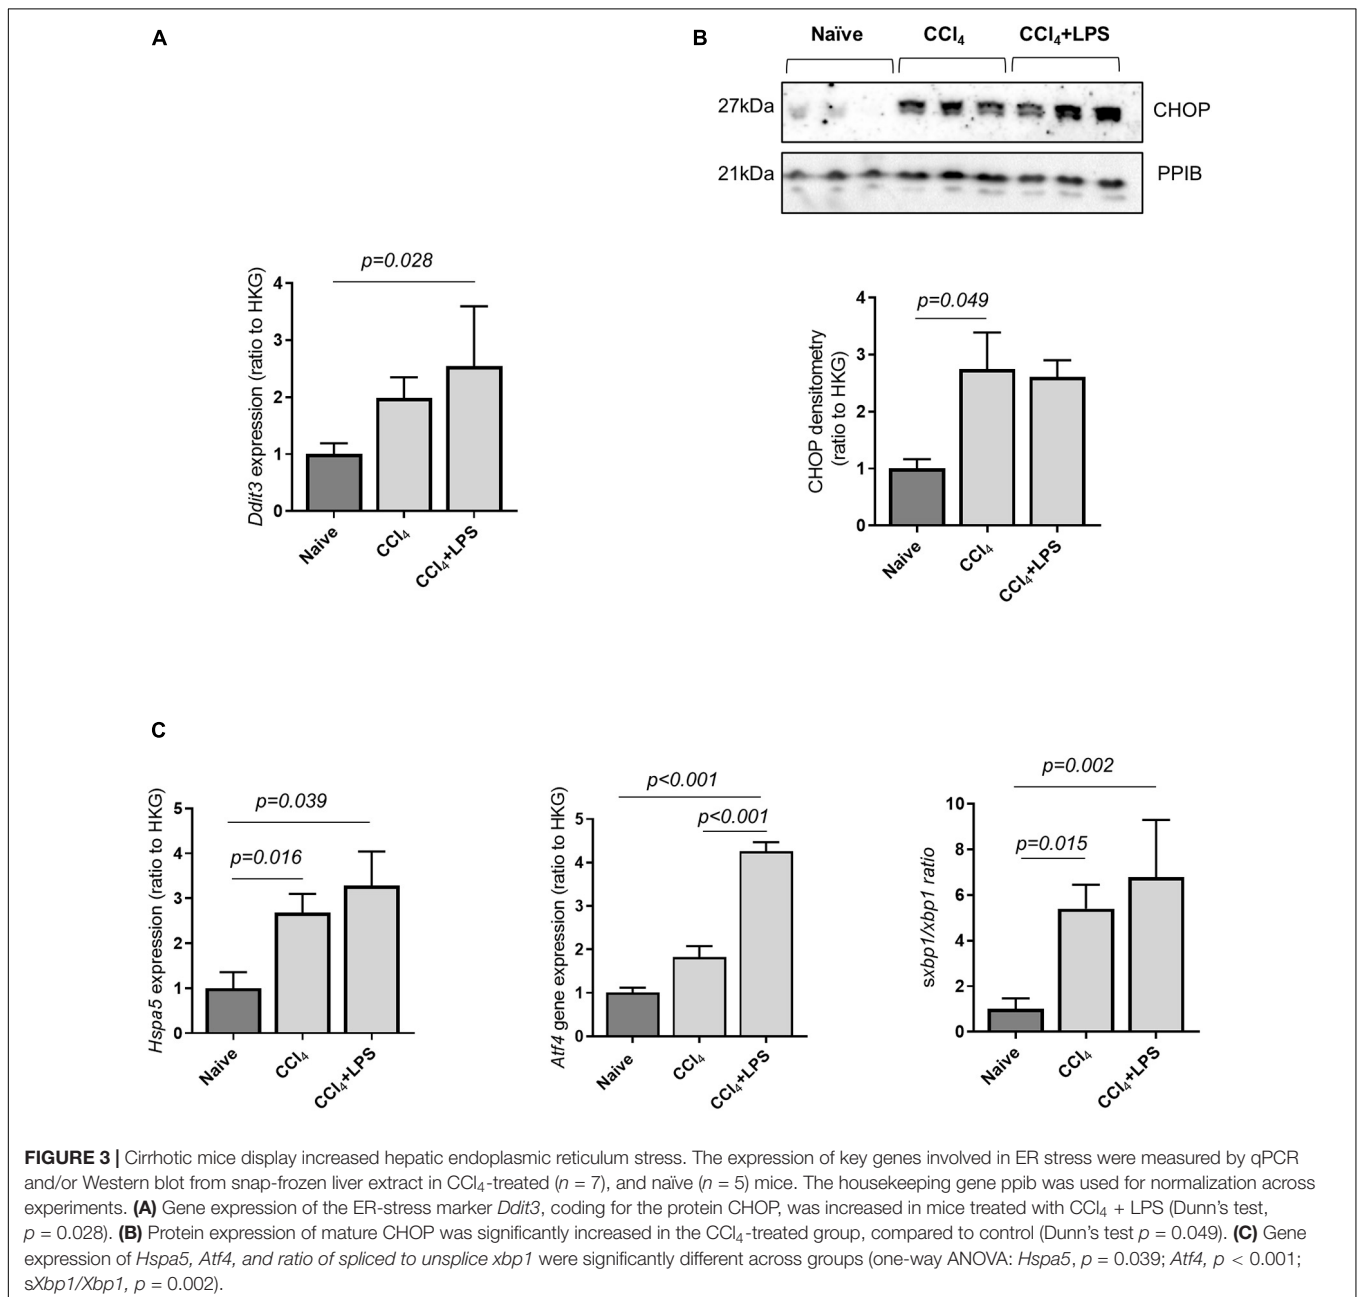 A
p=0.028
Ddit3 expression (ratio to HKG)
4
3
2
1
0
Naive
CCl₄
CCl₄+LPS
B
Naïve CCl₄ CCl₄+LPS
27kDa CHOP
21kDa PPIB
p=0.049
CHOP densitometry
(ratio to HKG)
4
3
2
1
0
Naive
CCl₄
CCl₄+LPS
C
p=0.039
p=0.016
Hspa5 expression (ratio to HKG)
5
4
3
2
1
0
Naive
CCl₄
CCl₄+LPS
p<0.001
p<0.001
Atf4 gene expression (ratio to HKG)
5
4
3
2
1
0
Naive
CCl₄
CCl₄+LPS
p=0.002
p=0.015
sxbp1/xbp1 ratio
10
8
6
4
2
0
Naive
CCl₄
CCl₄+LPS
FIGURE 3 | Cirrhotic mice display increased hepatic endoplasmic reticulum stress. The expression of key genes involved in ER stress were measured by qPCR
and/or Western blot from snap-frozen liver extract in CCl₄-treated (n = 7), and naïve (n = 5) mice. The housekeeping gene ppib was used for normalization across
experiments. (A) Gene expression of the ER-stress marker Ddit3, coding for the protein CHOP, was increased in mice treated with CCl₄ + LPS (Dunn's test,
p = 0.028). (B) Protein expression of mature CHOP was significantly increased in the CCl₄-treated group, compared to control (Dunn's test p = 0.049). (C) Gene
expression of Hspa5, Atf4, and ratio of spliced to unsplice xbp1 were significantly different across groups (one-way ANOVA: Hspa5, p = 0.039; Atf4, p < 0.001;
sXbp1/Xbp1, p = 0.002).